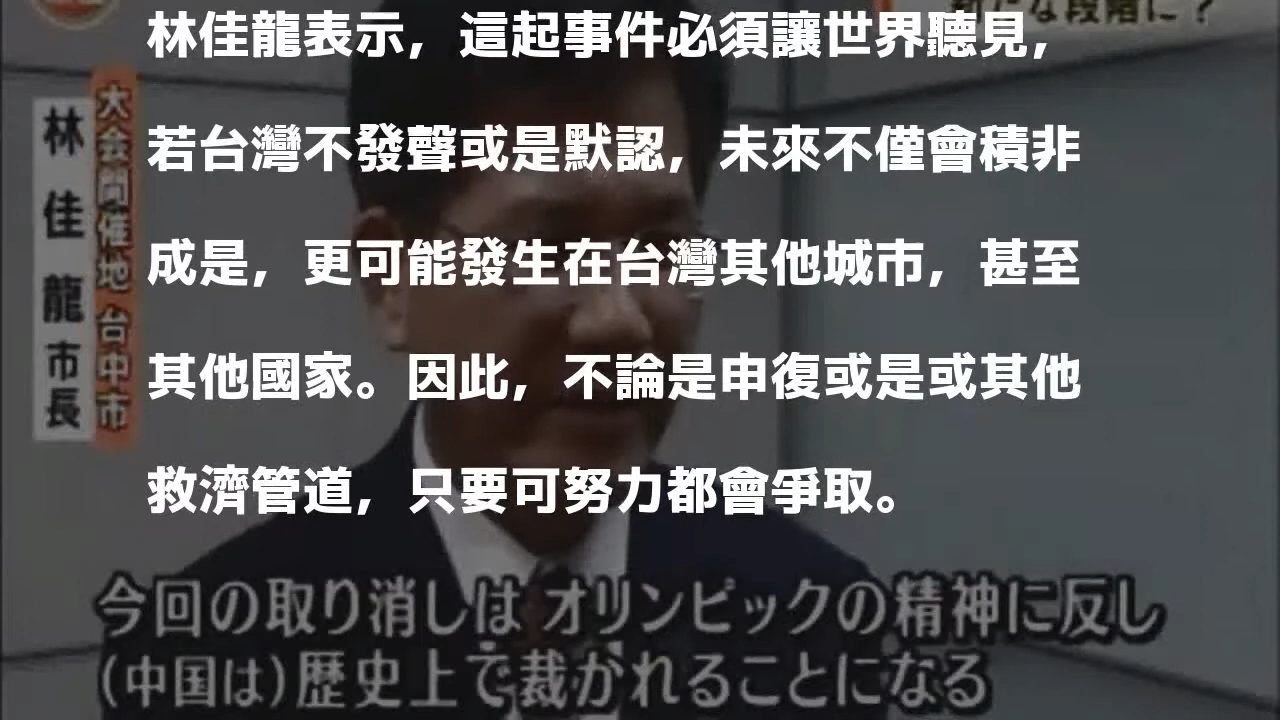 新たな段階に？
林佳龍表示，這起事件必須讓世界聽見，
若台灣不發聲或是默認，未來不僅會積非
成是，更可能發生在台灣其他城市，甚至
其他國家。因此，不論是申復或是或其他
救濟管道，只要可努力都會爭取。
大会開催地 台中市
林佳龍市長
今回の取り消しは オリンピックの精神に反し
(中国は)歴史上で裁かれることになる